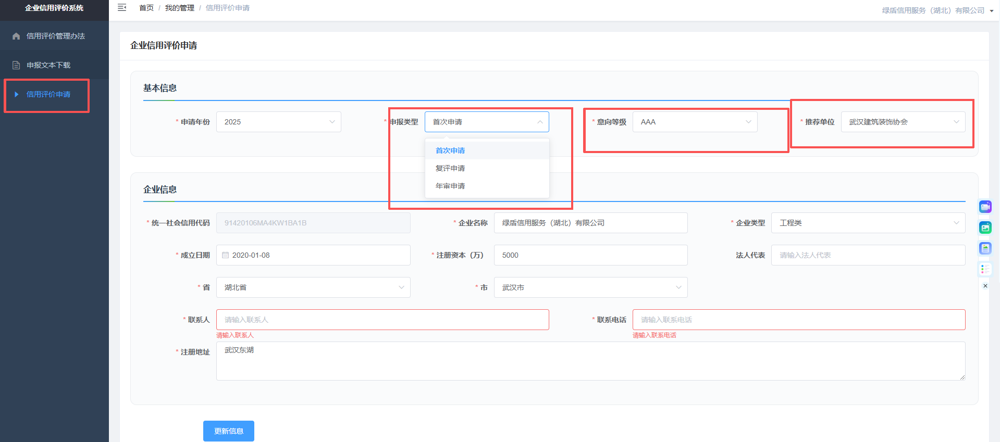 企业信用评价系统
首页 / 我的管理 / 信用评价申请
绿盾信用服务（湖北）有限公司
信用评价管理办法
申报文本下载
信用评价申请
企业信用评价申请
基本信息
* 申请年份 2025
* 申报类型 首次申请
* 意向等级 AAA
* 推荐单位 武汉建筑装饰协会
首次申请
复评申请
年审申请
企业信息
* 统一社会信用代码 91420106MA4KW1BA1B
* 企业名称 绿盾信用服务（湖北）有限公司
* 企业类型 工程类
* 成立日期 2020-01-08
* 注册资本（万） 5000
法人代表 请输入法人代表
* 省 湖北省
* 市 武汉市
* 联系人 请输入联系人
* 联系电话 请输入联系电话
请输入联系人
请输入联系电话
* 注册地址 武汉东湖
更新信息